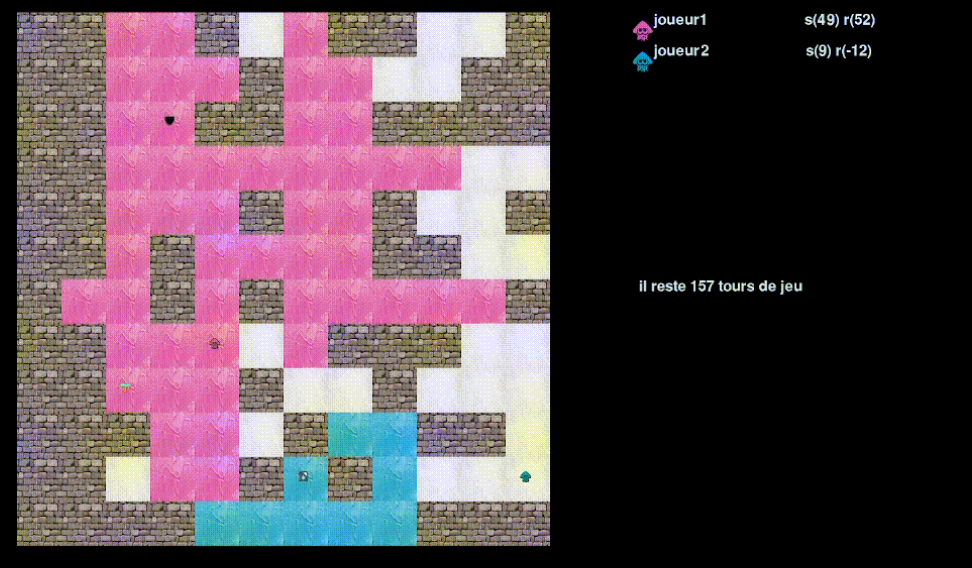 joueur1 s(49) r(52)
joueur2 s(9) r(-12)
il reste 157 tours de jeu